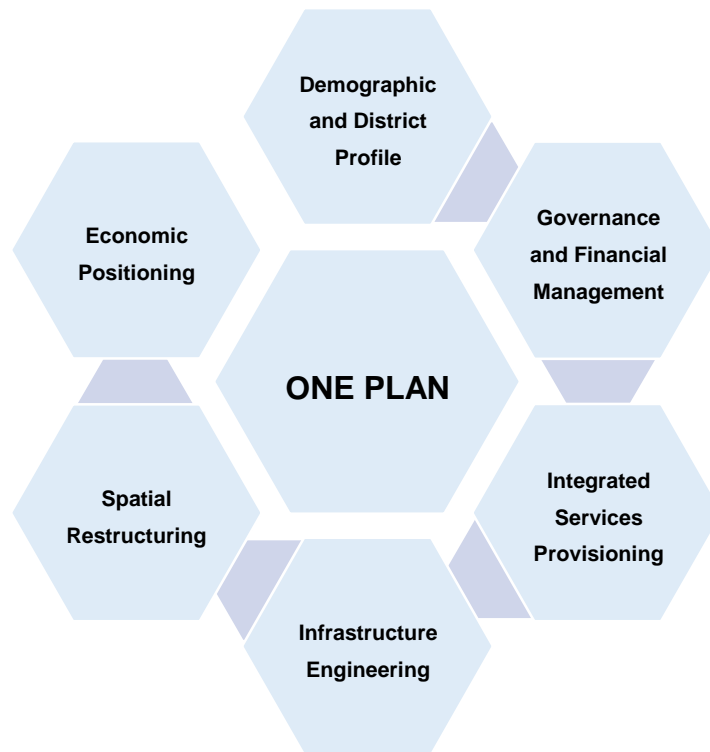 Demographic
and District
Profile
Governance
and Financial
Management
Economic
Positioning
ONE PLAN
Integrated
Services
Provisioning
Spatial
Restructuring
Infrastructure
Engineering